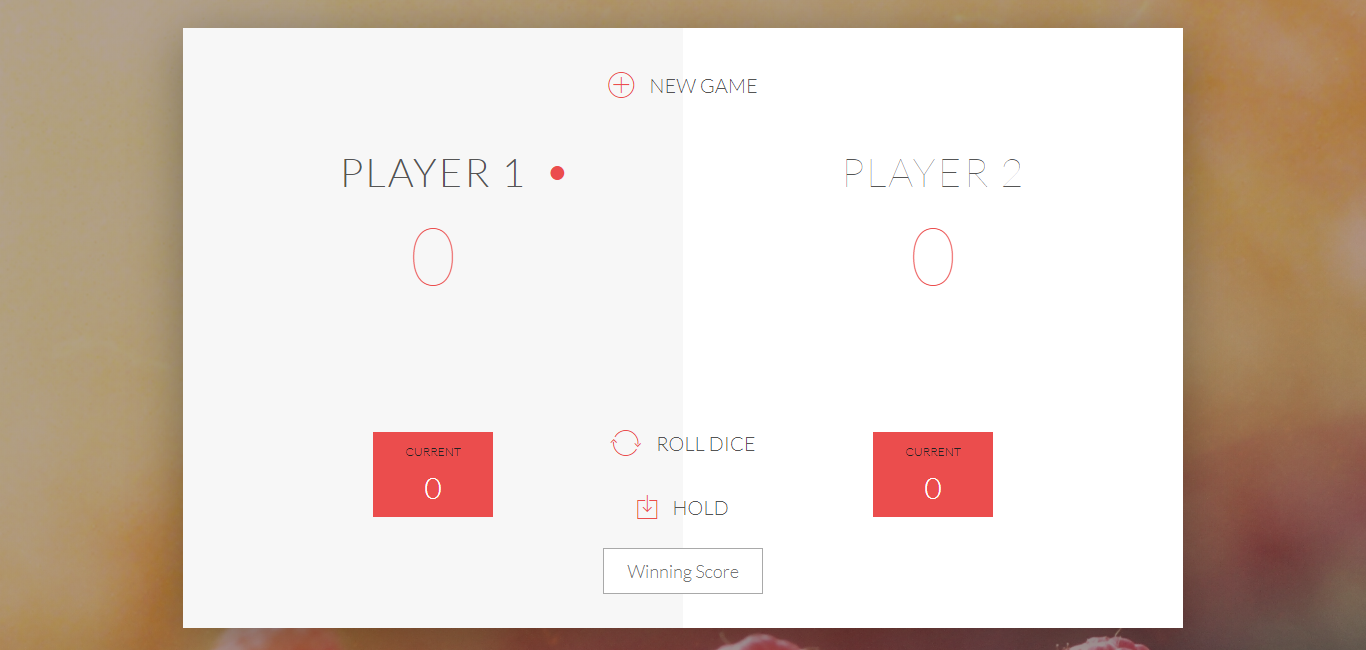 NEW GAME
PLAYER 1
0
CURRENT
0
PLAYER 2
0
CURRENT
0
ROLL DICE
HOLD
Winning Score